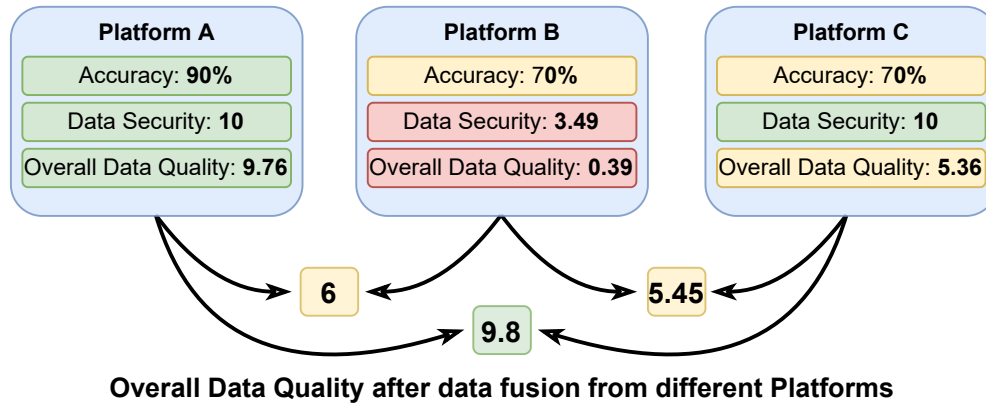 Platform A
Accuracy: 90%
Data Security: 10
Overall Data Quality: 9.76
Platform B
Accuracy: 70%
Data Security: 3.49
Overall Data Quality: 0.39
Platform C
Accuracy: 70%
Data Security: 10
Overall Data Quality: 5.36
6
5.45
9.8
Overall Data Quality after data fusion from different Platforms